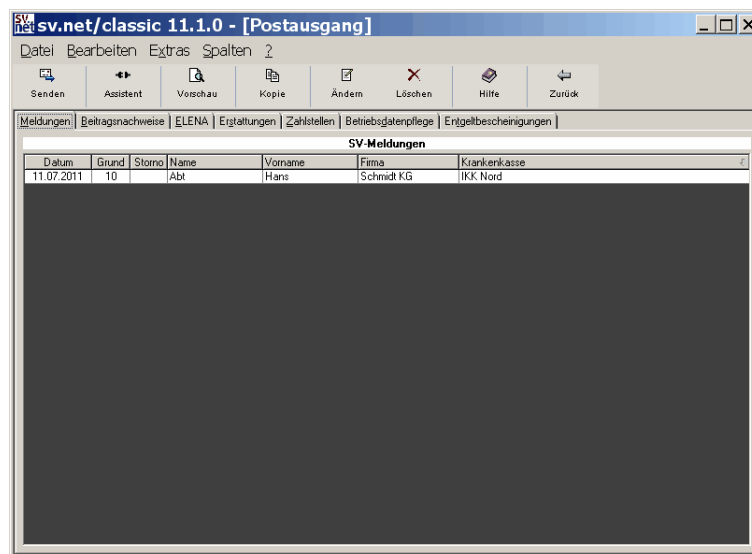 sv.net sv.net/classic 11.1.0 - [Postausgang]
Datei Bearbeiten Extras Spalten ?
Senden Assistent Vorschau Kopie Ändern Löschen Hilfe Zurück
Meldungen Beitragsnachweise ELENA Erstattungen Zahlstellen Betriebsdatenpflege Entgeltbescheinigungen
SV-Meldungen
Datum Grund Storno Name Vorname Firma Krankenkasse
11.07.2011 10 Abt Hans Schmidt KG IKK Nord